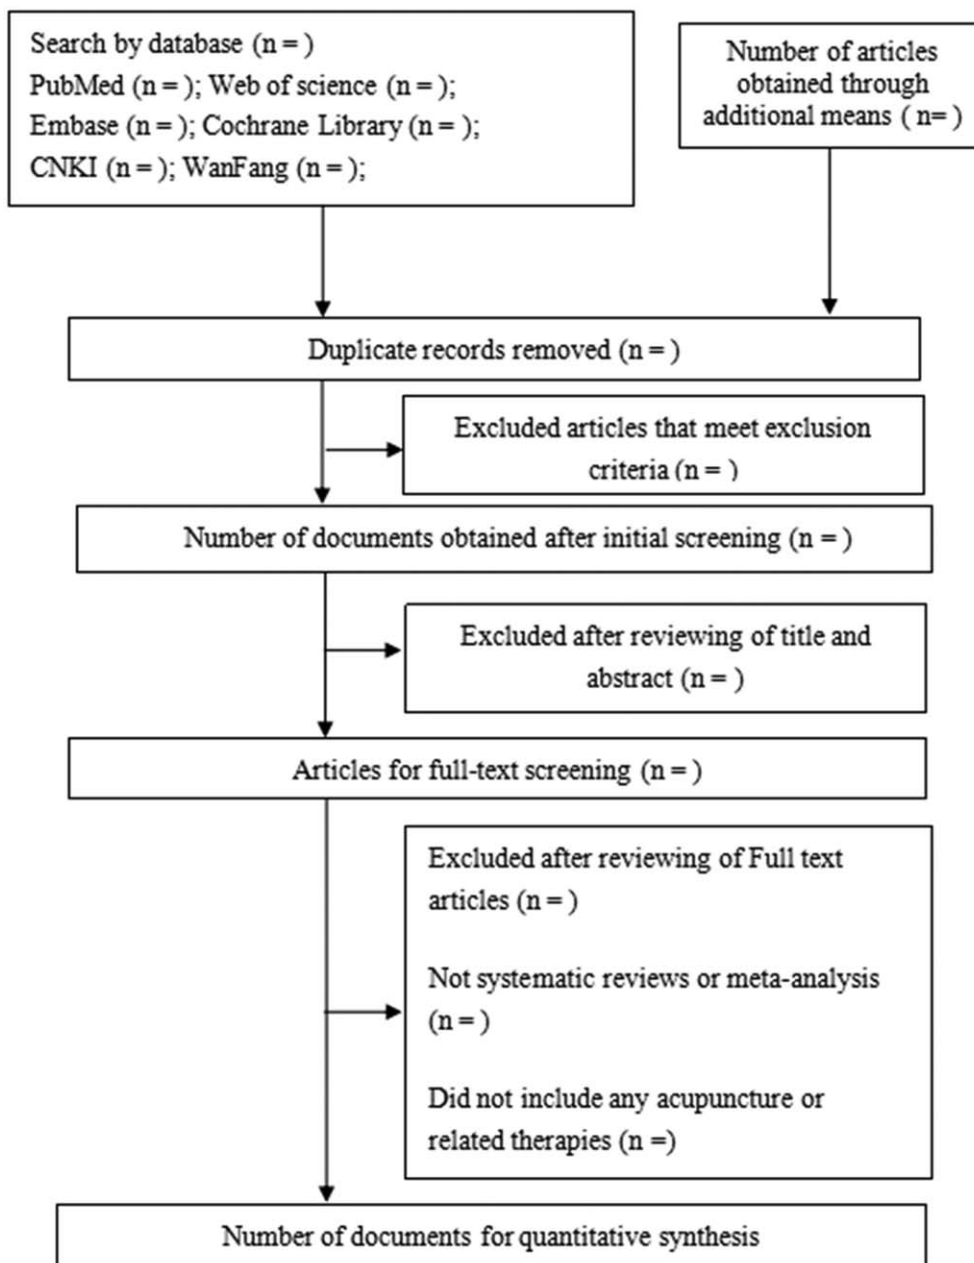 Search by database (n = )
PubMed (n = ); Web of science (n = );
Embase (n = ); Cochrane Library (n = );
CNKI (n = ); WanFang (n = );
Number of articles
obtained through
additional means ( n= )
Duplicate records removed (n = )
Excluded articles that meet exclusion
criteria (n = )
Number of documents obtained after initial screening (n = )
Excluded after reviewing of title and
abstract (n = )
Articles for full-text screening (n = )
Excluded after reviewing of Full text
articles (n = )
Not systematic reviews or meta-analysis
(n = )
Did not include any acupuncture or
related therapies (n =)
Number of documents for quantitative synthesis